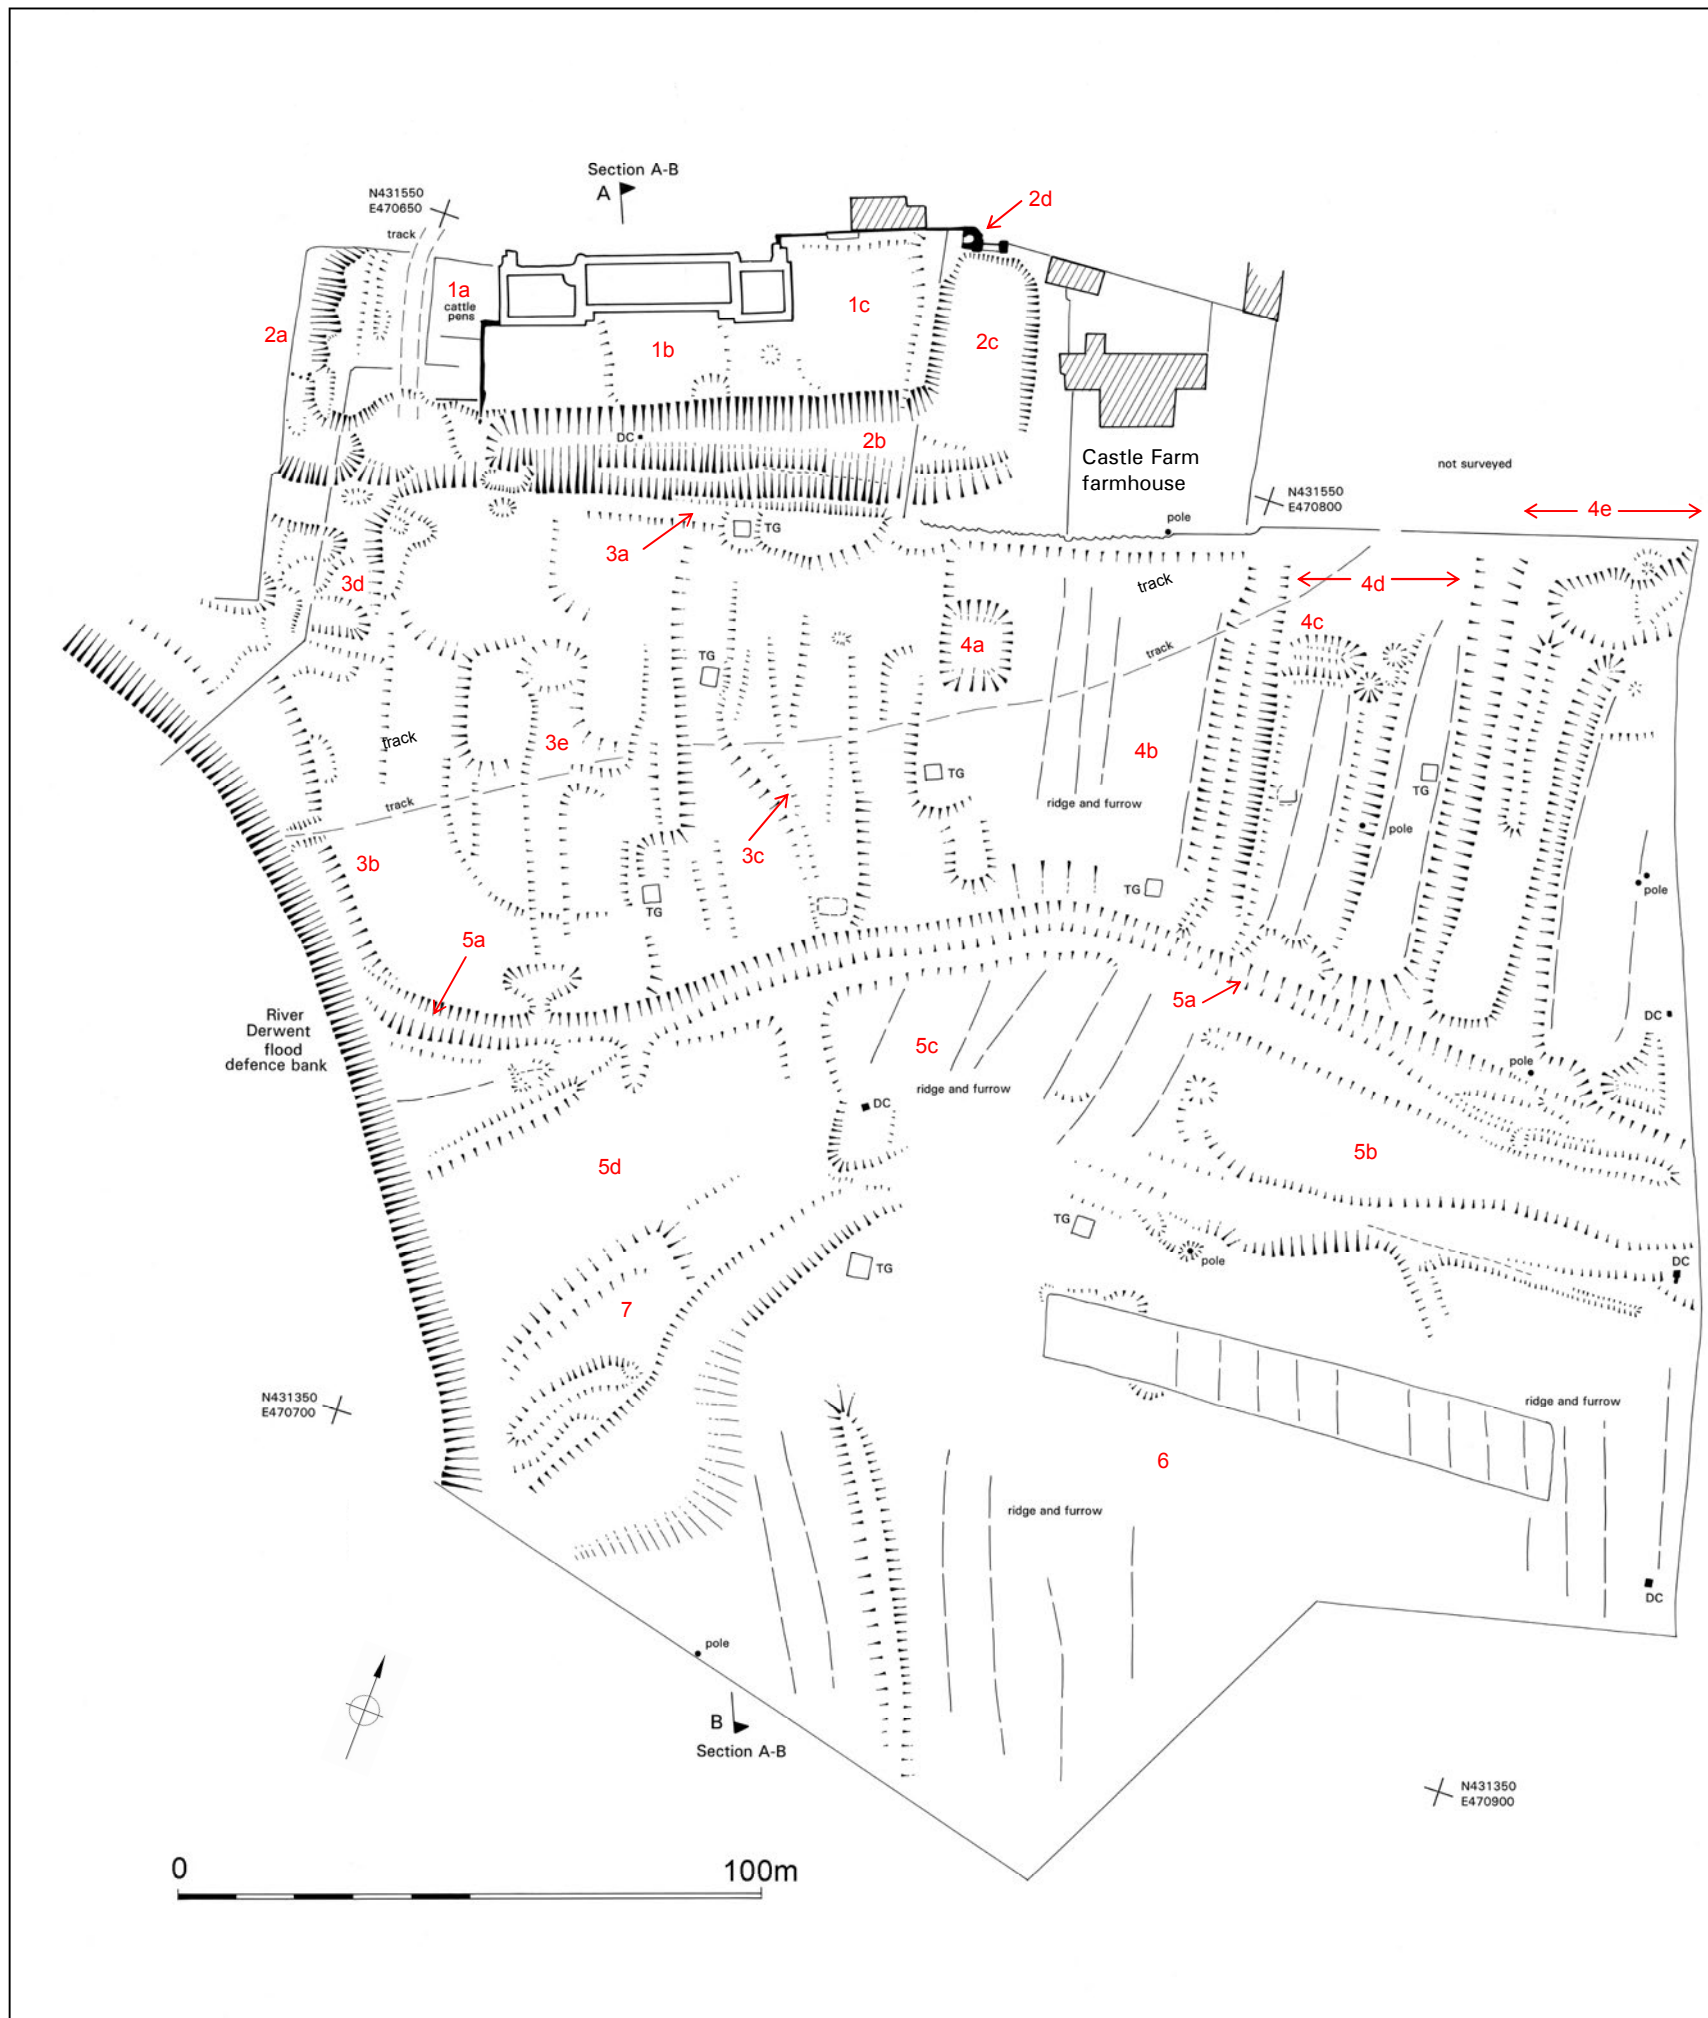 Section A-B
A
2d
N431550
E470650
track
1a
cattle
pens
1c
2a
1b
2c
2b
DC
Castle Farm
farmhouse
not surveyed
N431550
E470800
4e
pole
TG
3a
3d
track
4d
4c
4a
TG
track
3e
track
4b
TG
TG
track
ridge and furrow
pole
3c
3b
TG
TG
pole
5a
5a
River
Derwent
flood
defence bank
DC
5c
pole
ridge and furrow
DC
5b
5d
TG
pole
DC
TG
7
N431350
E470700
ridge and furrow
6
ridge and furrow
DC
pole
B
Section A-B
N431350
E470900
0
100m